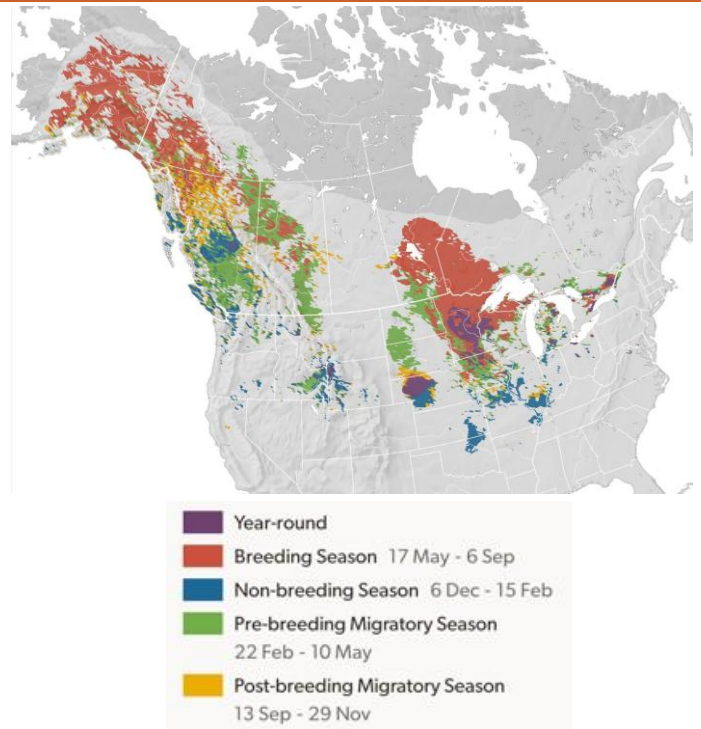 Year-round
Breeding Season 17 May - 6 Sep
Non-breeding Season 6 Dec - 15 Feb
Pre-breeding Migratory Season
22 Feb - 10 May
Post-breeding Migratory Season
13 Sep - 29 Nov